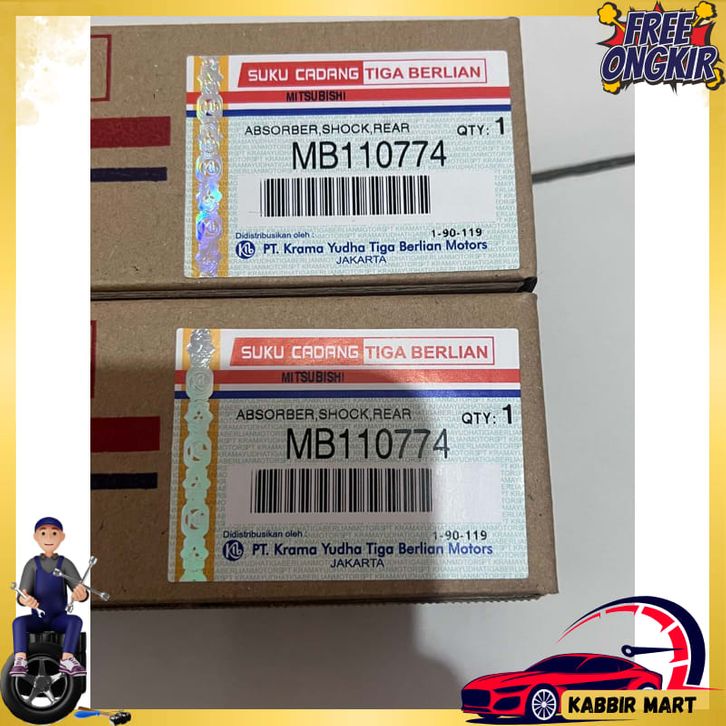 FREE
ONGKIR
SUKU CADANG TIGA BERLIAN
MITSUBISHI
ABSORBER,SHOCK,REAR
QTY: 1
MB110774
1-90-119
Didistribusikan oleh :
PT. Krama Yudha Tiga Berlian Motors
JAKARTA
SUKU CADANG TIGA BERLIAN
MITSUBISHI
ABSORBER,SHOCK,REAR
QTY: 1
MB110774
1-90-119
Didistribusikan oleh :
PT. Krama Yudha Tiga Berlian Motors
JAKARTA
KABBIR MART